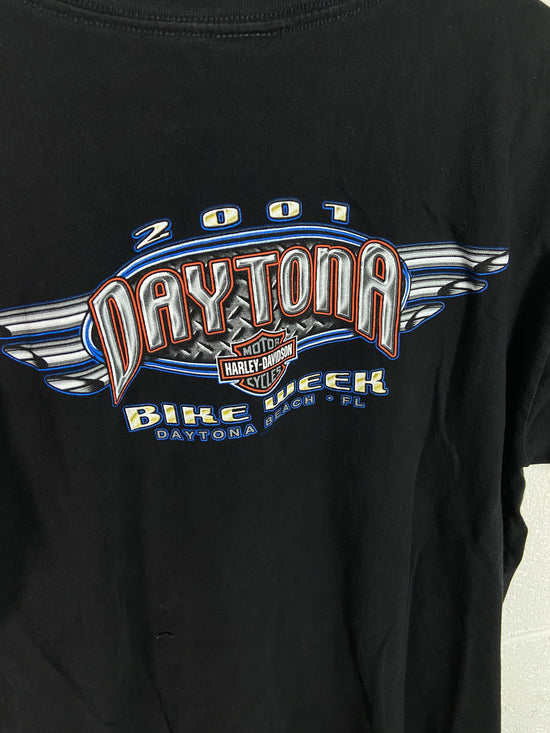 2001
DAYTONA
MOTOR
HARLEY-DAVIDSON
CYCLES
BIKE WEEK
DAYTONA BEACH • FL